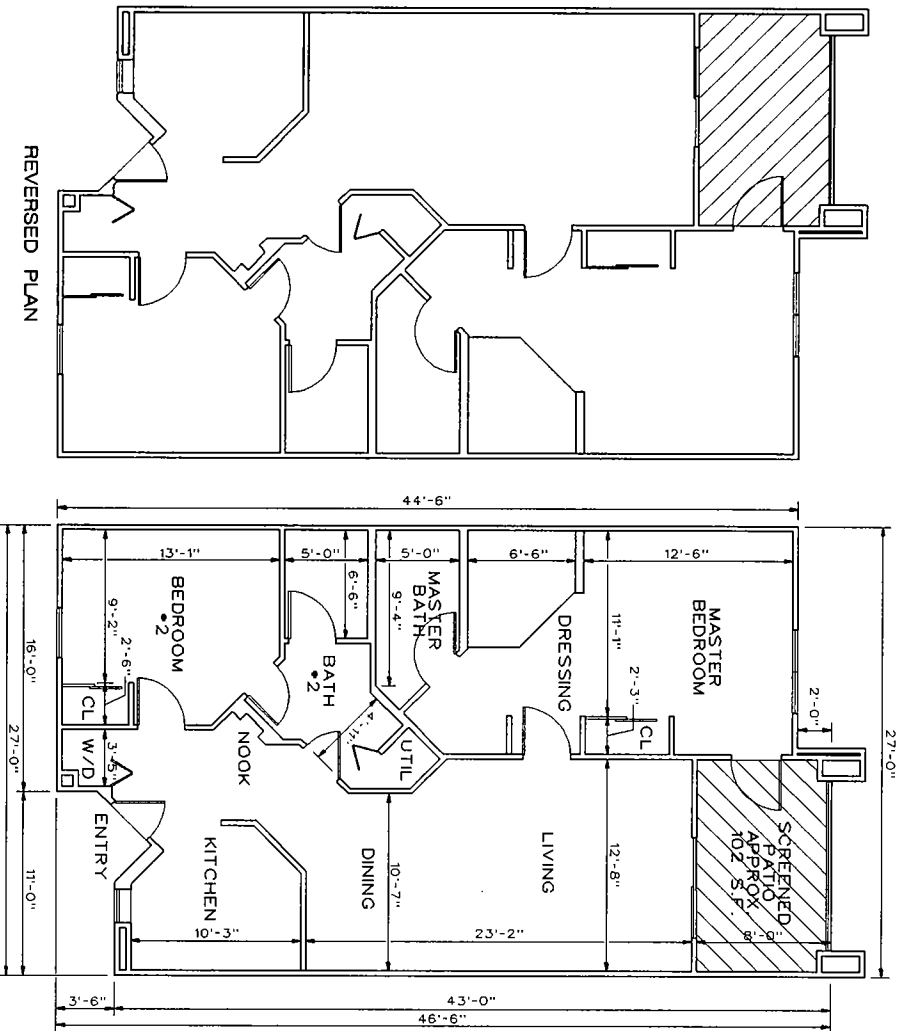 REVERSED PLAN
44'-6"
13'-1"
5'-0"
5'-0"
6'-6"
12'-6"
6'-6"
9'-4"
9'-2"
11'-1"
2'-6"
2'-3"
2'-0"
BEDROOM
#2
BATH
#2
MASTER
BATH
DRESSING
MASTER
BEDROOM
CL
CL
W/D
3'-5"
4'-11"
UTIL
NOOK
ENTRY
KITCHEN
DINING
LIVING
SCREENED
PATIO
APPROX
102 S.F.
10'-3"
10'-7"
12'-8"
23'-2"
8'-0"
16'-0"
11'-0"
27'-0"
27'-0"
3'-6"
43'-0"
46'-6"